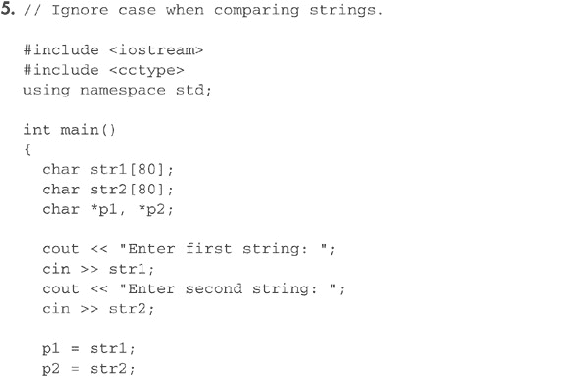 5. // Ignore case when comparing strings.
#include <iostream>
#include <cctype>
using namespace std;
int main()
{
char str1[80];
char str2[80];
char *p1, *p2;
cout << "Enter first string: ";
cin >> str1;
cout << "Enter second string: ";
cin >> str2;
p1 = str1;
p2 = str2;